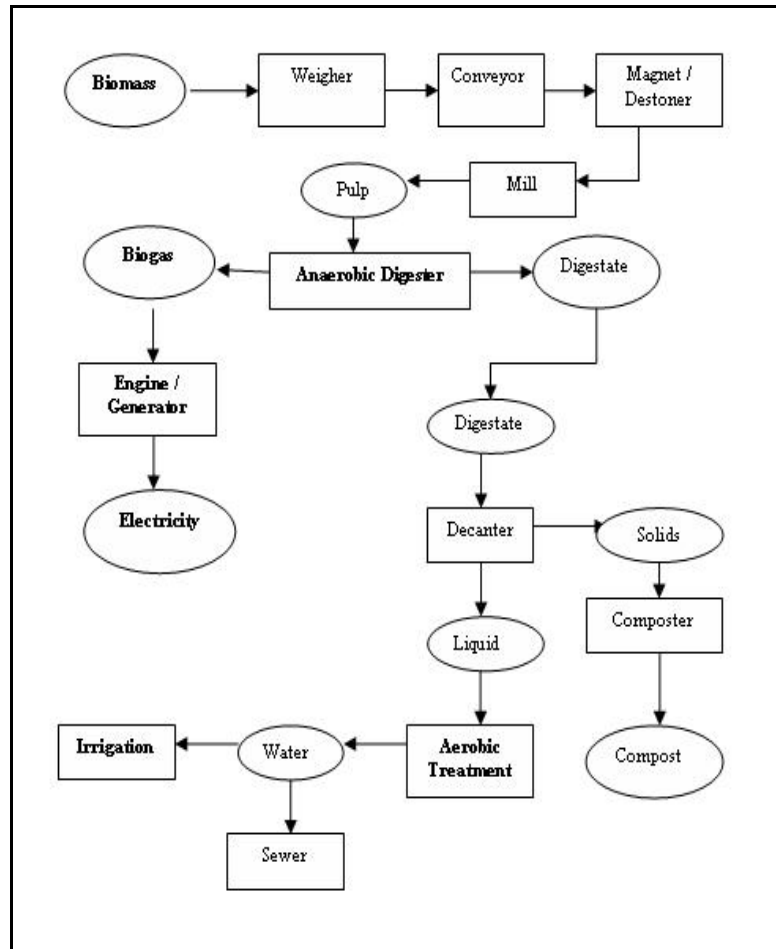 Biomass
Weigher
Conveyor
Magnet /
Destoner
Pulp
Mill
Biogas
Anaerobic Digester
Digestate
Engine /
Generator
Digestate
Electricity
Decanter
Solids
Composter
Liquid
Irrigation
Water
Aerobic
Treatment
Compost
Sewer